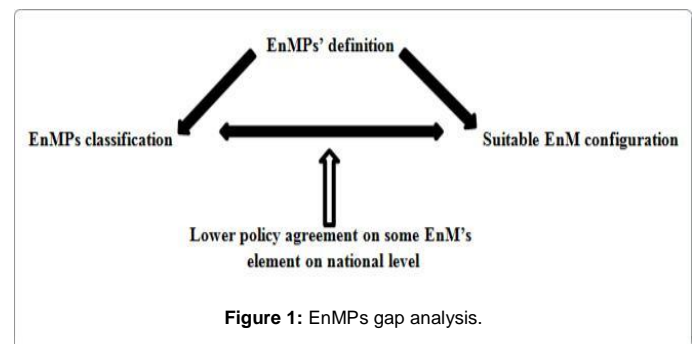 EnMPs’ definition
EnMPs classification
Suitable EnM configuration
Lower policy agreement on some EnM’s
element on national level
Figure 1: EnMPs gap analysis.